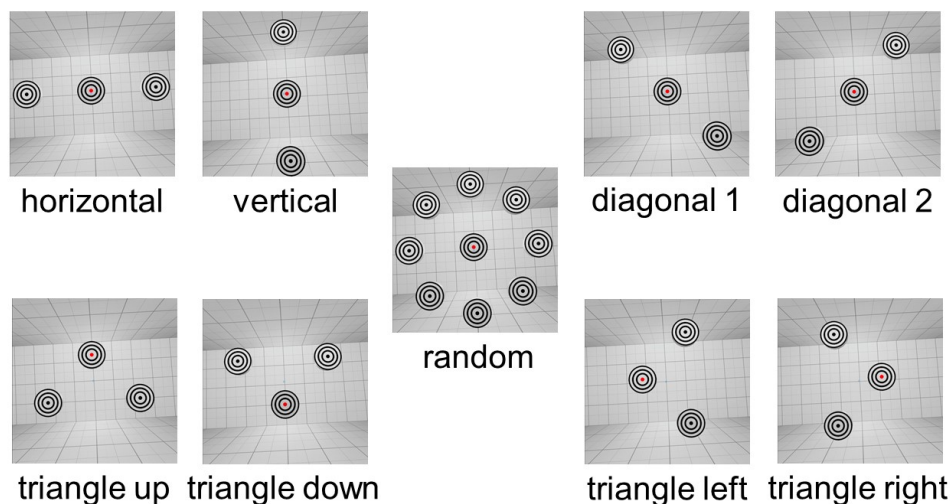 horizontal
vertical
diagonal 1
diagonal 2
random
triangle up
triangle down
triangle left
triangle right